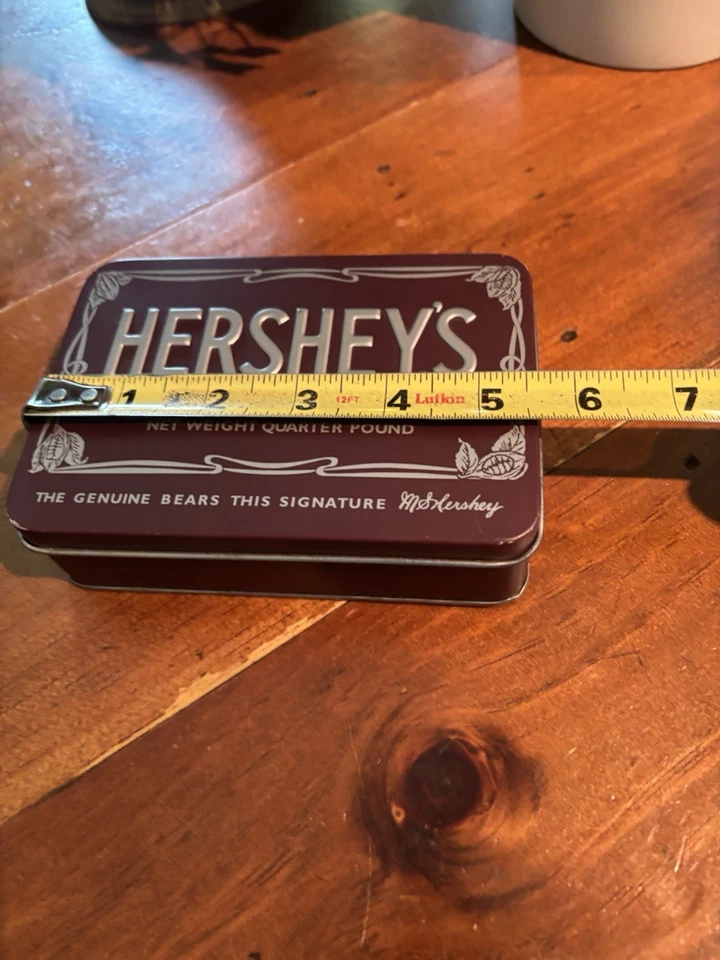 HERSHEY'S
1 2 3 12FT 4 Lufkin 5 6 7
NET WEIGHT QUARTER POUND
THE GENUINE BEARS THIS SIGNATURE M.S. Hershey